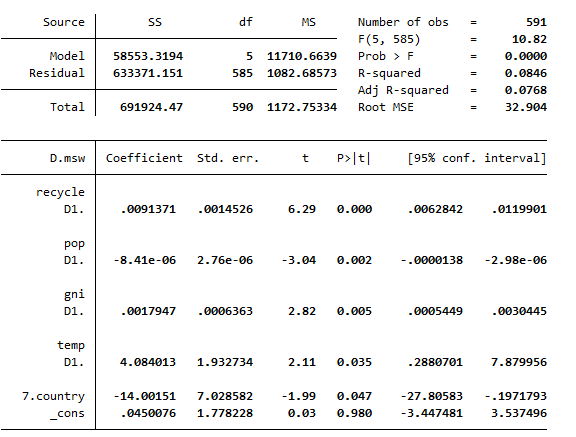 Source SS df MS Number of obs = 591
F(5, 585) = 10.82
Model 58553.3194 5 11710.6639 Prob > F = 0.0000
Residual 633371.151 585 1082.68573 R-squared = 0.0846
Adj R-squared = 0.0768
Total 691924.47 590 1172.75334 Root MSE = 32.904
D.msw Coefficient Std. err. t P>|t| [95% conf. interval]
recycle
D1. .0091371 .0014526 6.29 0.000 .0062842 .0119901
pop
D1. -8.41e-06 2.76e-06 -3.04 0.002 -.0000138 -2.98e-06
gni
D1. .0017947 .0006363 2.82 0.005 .0005449 .0030445
temp
D1. 4.084013 1.932734 2.11 0.035 .2880701 7.879956
7.country -14.00151 7.028582 -1.99 0.047 -27.80583 -.1971793
_cons .0450076 1.778228 0.03 0.980 -3.447481 3.537496